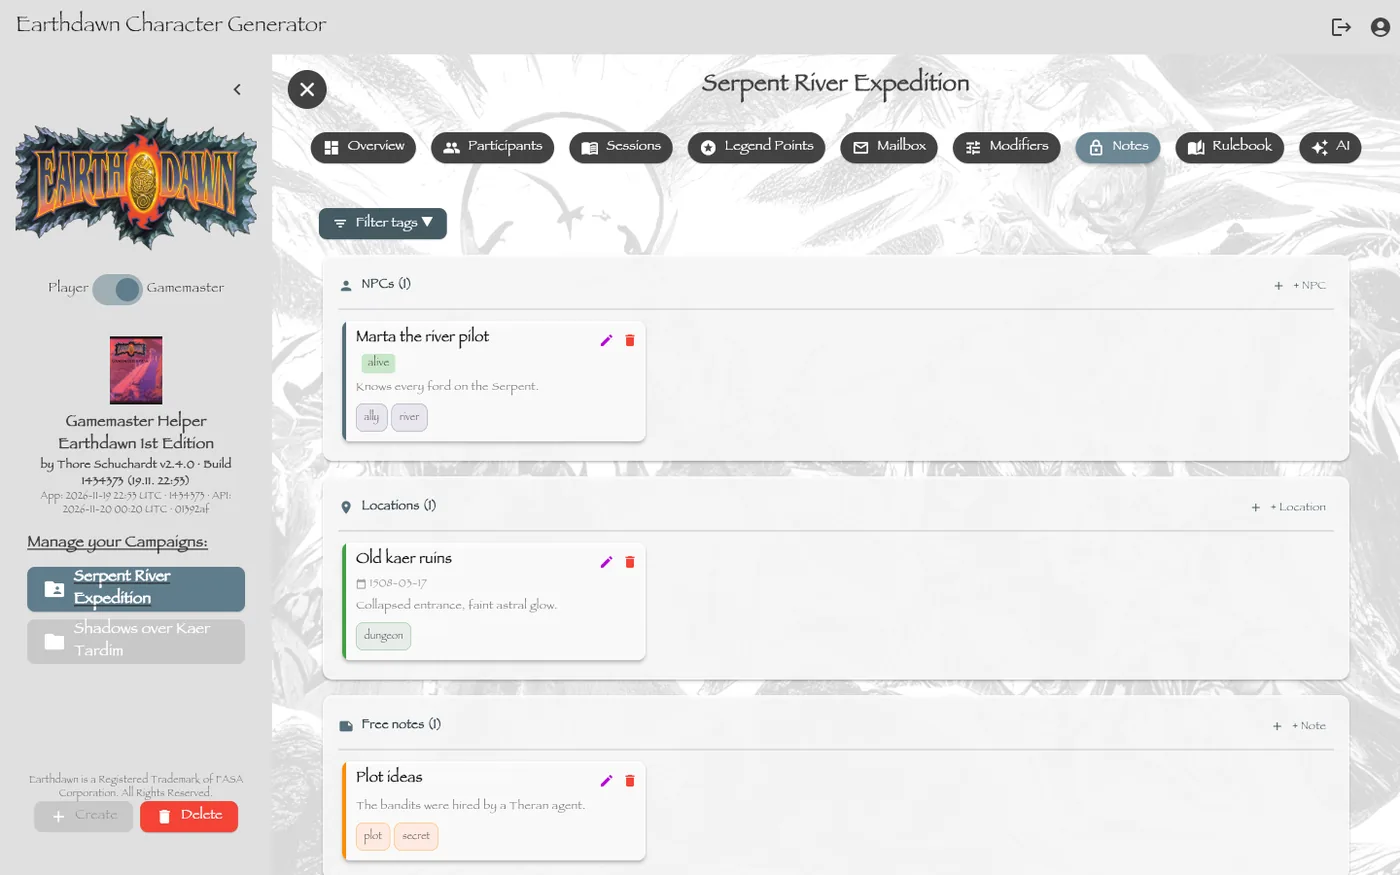 Earthdawn Character Generator
EARTHDAWN
Player
Gamemaster
Gamemaster Helper
Earthdawn 1st Edition
by Thore Schuchardt v2.4.0 · Build
1434373 (19.11. 22:53)
App: 2026-11-19 22:53 UTC · 1434373 · API:
2026-11-20 00:20 UTC · 01392af
Manage your Campaigns:
Serpent River
Expedition
Shadows over Kaer
Tardim
Earthdawn is a Registered Trademark of FASA
Corporation. All Rights Reserved.
Create
Delete
Serpent River Expedition
Overview
Participants
Sessions
Legend Points
Mailbox
Modifiers
Notes
Rulebook
AI
Filter tags ▼
NPCs (1)
+ NPC
Marta the river pilot
alive
Knows every ford on the Serpent.
ally
river
Locations (1)
+ Location
Old kaer ruins
1508-03-17
Collapsed entrance, faint astral glow.
dungeon
Free notes (1)
+ Note
Plot ideas
The bandits were hired by a Theran agent.
plot
secret